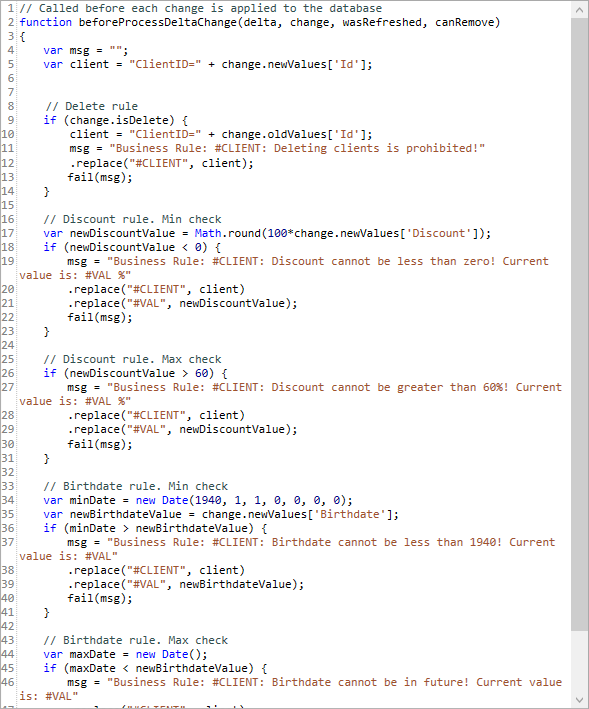 1 // Called before each change is applied to the database
2 function beforeProcessDeltaChange(delta, change, wasRefreshed, canRemove)
3 {
4 var msg = "";
5 var client = "ClientID=" + change.newValues['Id'];
6
7
8 // Delete rule
9 if (change.isDelete) {
10 client = "ClientID=" + change.oldValues['Id'];
11 msg = "Business Rule: #CLIENT: Deleting clients is prohibited!"
12 .replace("#CLIENT", client);
13 fail(msg);
14 }
15
16 // Discount rule. Min check
17 var newDiscountValue = Math.round(100*change.newValues['Discount']);
18 if (newDiscountValue < 0) {
19 msg = "Business Rule: #CLIENT: Discount cannot be less than zero! Current
value is: #VAL %"
20 .replace("#CLIENT", client)
21 .replace("#VAL", newDiscountValue);
22 fail(msg);
23 }
24
25 // Discount rule. Max check
26 if (newDiscountValue > 60) {
27 msg = "Business Rule: #CLIENT: Discount cannot be greater than 60%! Current
value is: #VAL %"
28 .replace("#CLIENT", client)
29 .replace("#VAL", newDiscountValue);
30 fail(msg);
31 }
32
33 // Birthdate rule. Min check
34 var minDate = new Date(1940, 1, 1, 0, 0, 0, 0);
35 var newBirthdateValue = change.newValues['Birthdate'];
36 if (minDate > newBirthdateValue) {
37 msg = "Business Rule: #CLIENT: Birthdate cannot be less than 1940! Current
value is: #VAL"
38 .replace("#CLIENT", client)
39 .replace("#VAL", newBirthdateValue);
40 fail(msg);
41 }
42
43 // Birthdate rule. Max check
44 var maxDate = new Date();
45 if (maxDate < newBirthdateValue) {
46 msg = "Business Rule: #CLIENT: Birthdate cannot be in future! Current value
is: #VAL"